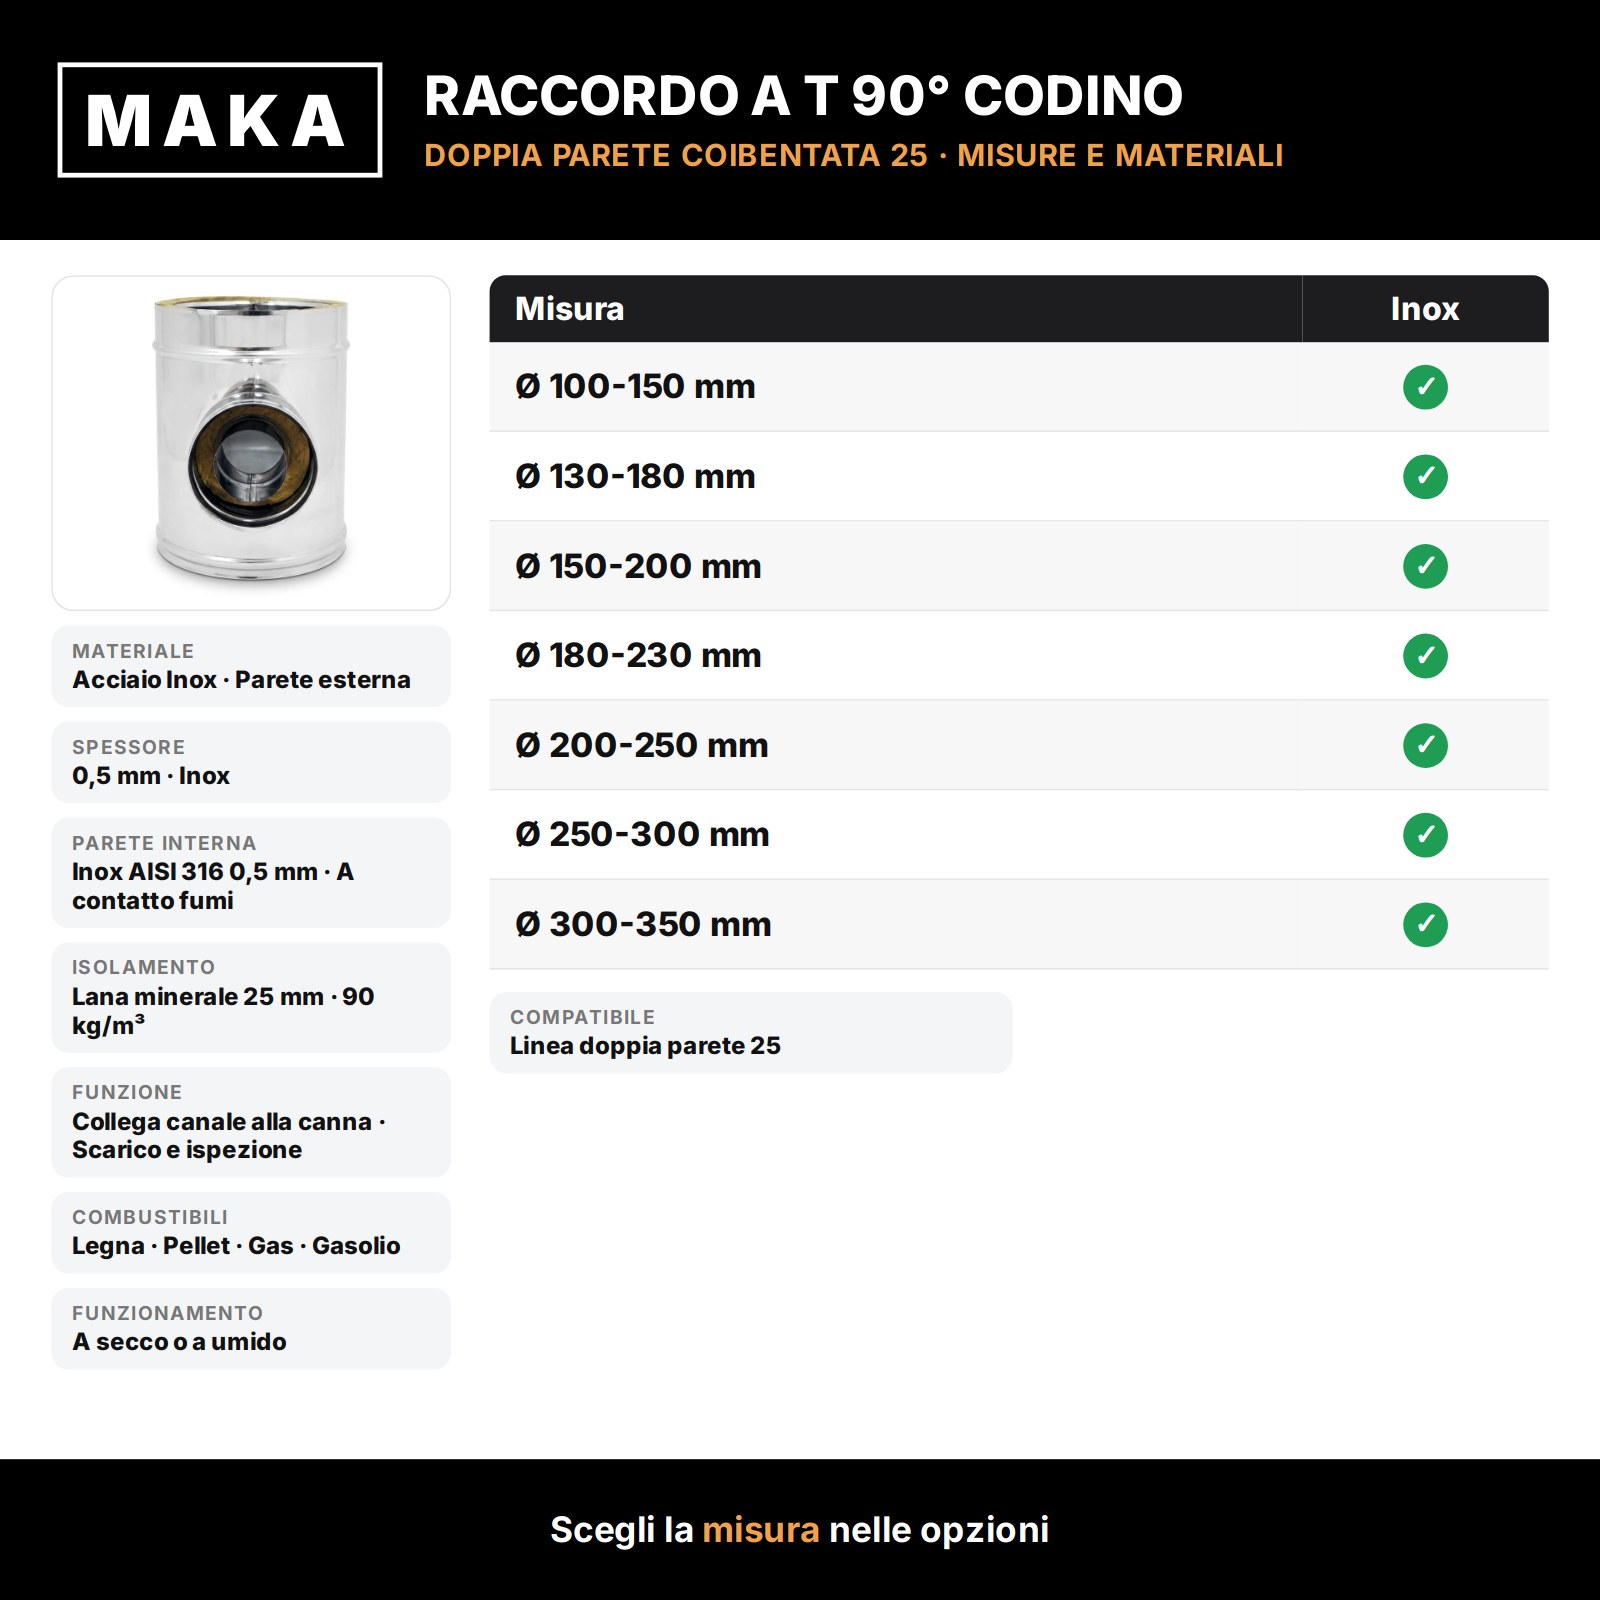 MAKA
RACCORDO A T 90° CODINO
DOPPIA PARETE COIBENTATA 25 · MISURE E MATERIALI
MATERIALE
Acciaio Inox · Parete esterna
SPESSORE
0,5 mm · Inox
PARETE INTERNA
Inox AISI 316 0,5 mm · A
contatto fumi
ISOLAMENTO
Lana minerale 25 mm · 90
kg/m³
FUNZIONE
Collega canale alla canna ·
Scarico e ispezione
COMBUSTIBILI
Legna · Pellet · Gas · Gasolio
FUNZIONAMENTO
A secco o a umido
Misura Inox
Ø 100-150 mm ✓
Ø 130-180 mm ✓
Ø 150-200 mm ✓
Ø 180-230 mm ✓
Ø 200-250 mm ✓
Ø 250-300 mm ✓
Ø 300-350 mm ✓
COMPATIBILE
Linea doppia parete 25
Scegli la misura nelle opzioni